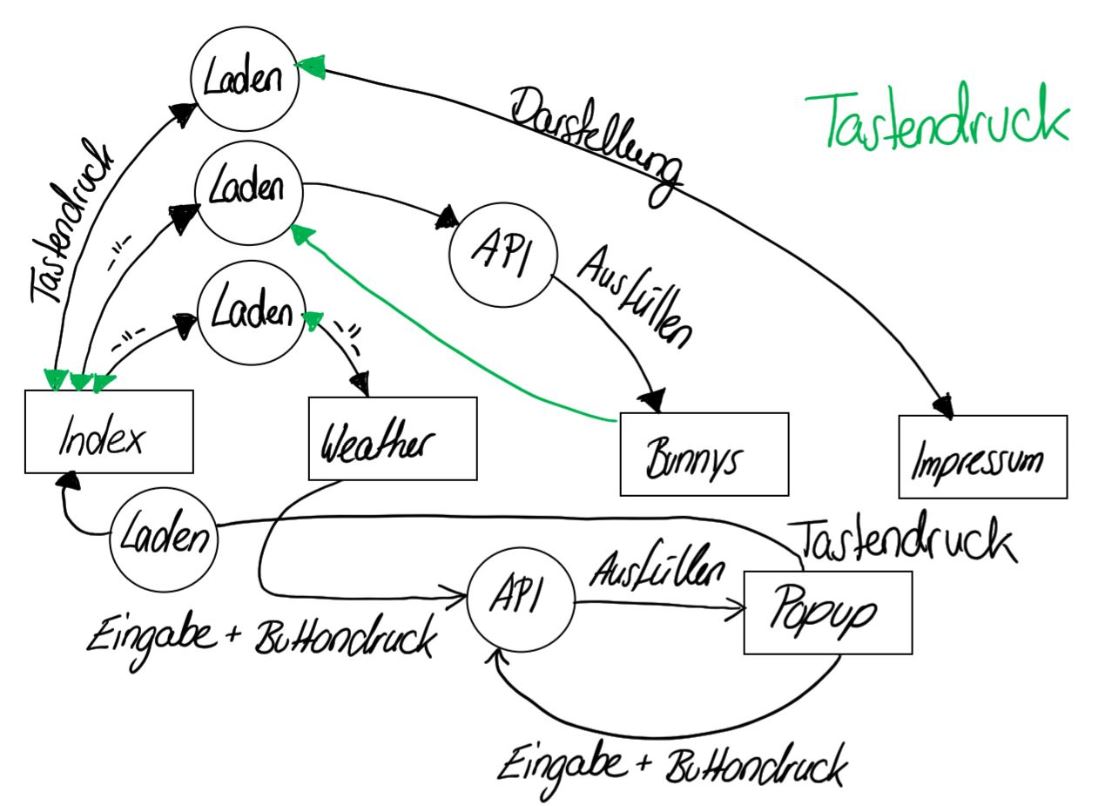 Laden
Darstellung
Tastendruck
Tastendruck
Laden
-"-
API
Ausfüllen
Laden
-"-
-"-
Index
Weather
Bunnys
Impressum
Laden
Tastendruck
API
Ausfüllen
Popup
Eingabe + Buttondruck
Eingabe + Buttondruck